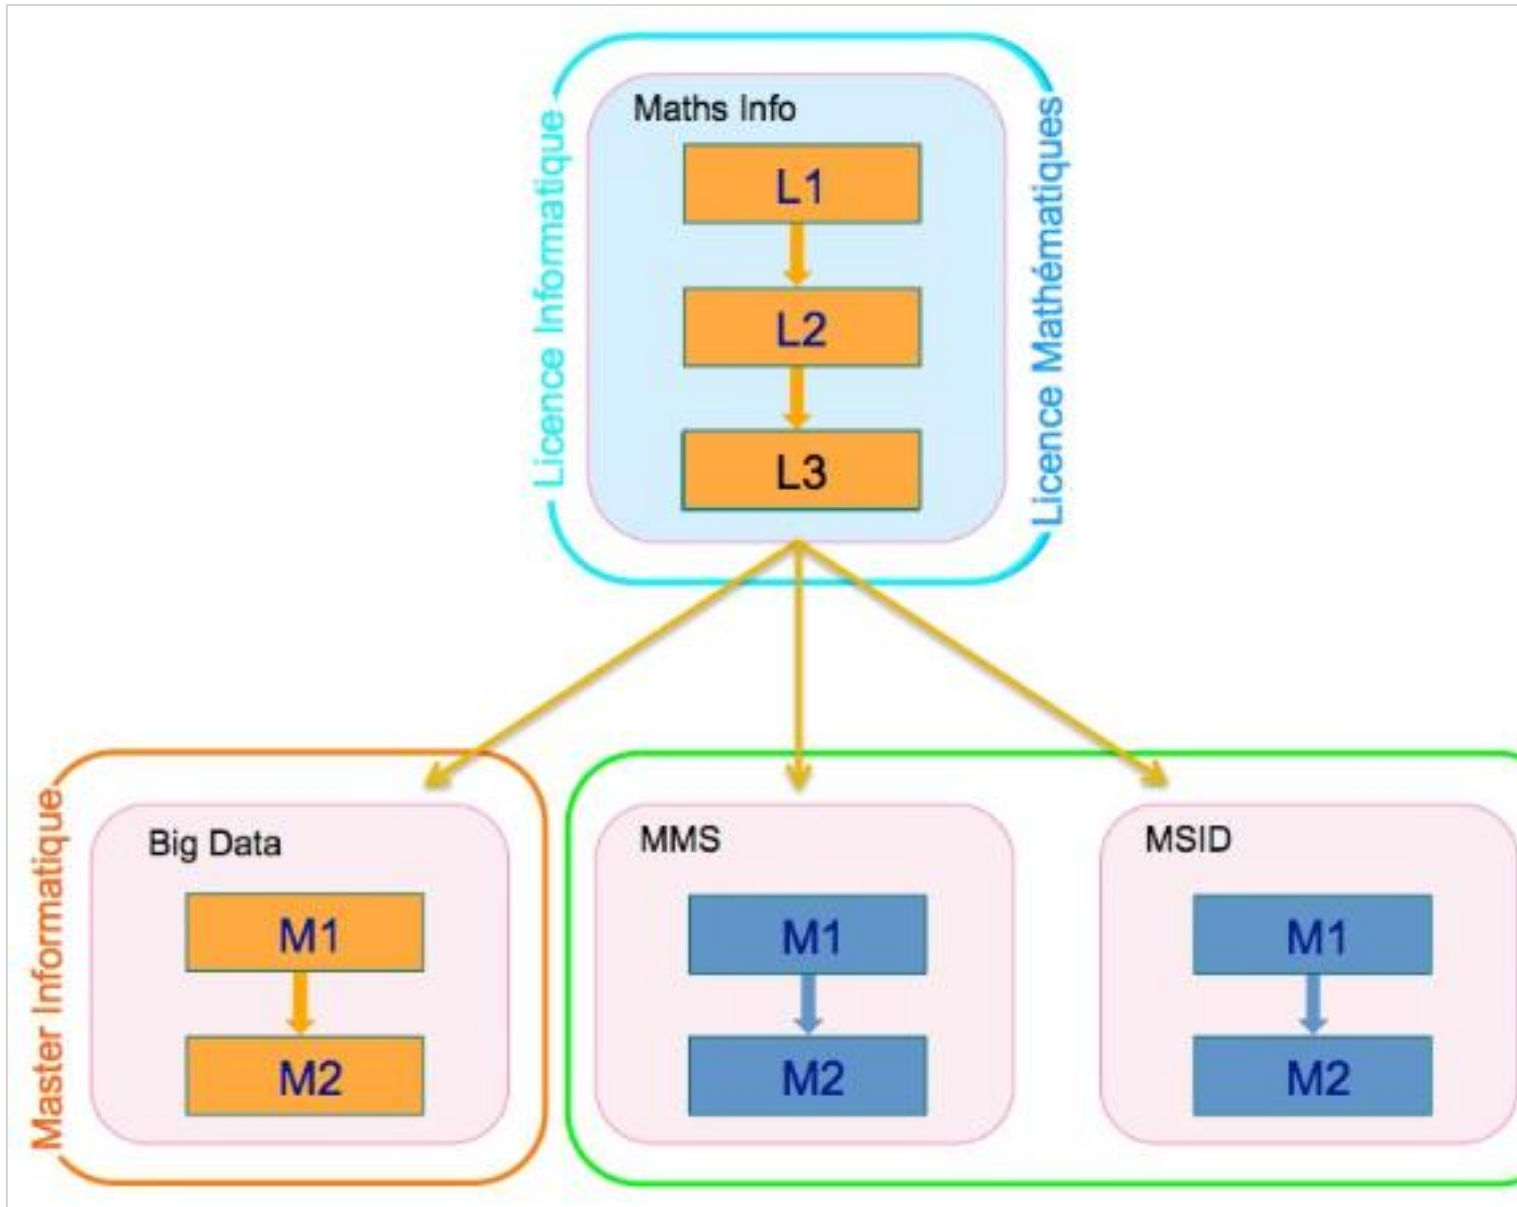 Licence Informatique
Maths Info
L1
L2
L3
Licence Mathématiques
Master Informatique
Big Data
M1
M2
MMS
M1
M2
MSID
M1
M2